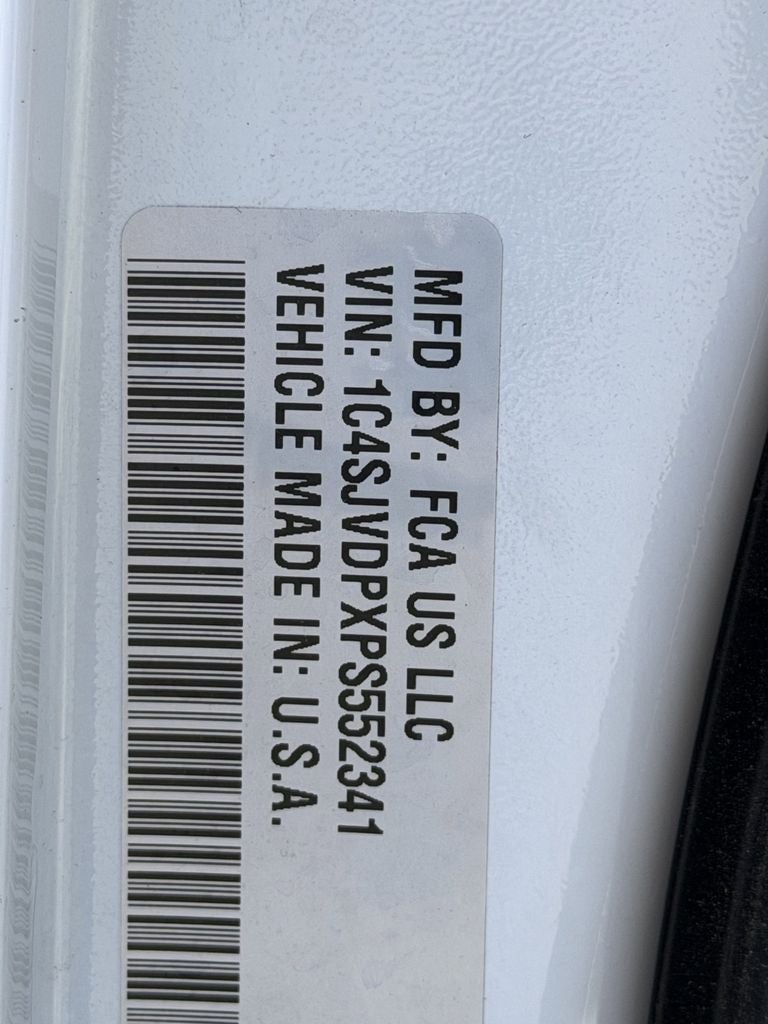 MFD BY: FCA US LLC
VIN: 1C4SJVDPXPS552341
VEHICLE MADE IN: U.S.A.